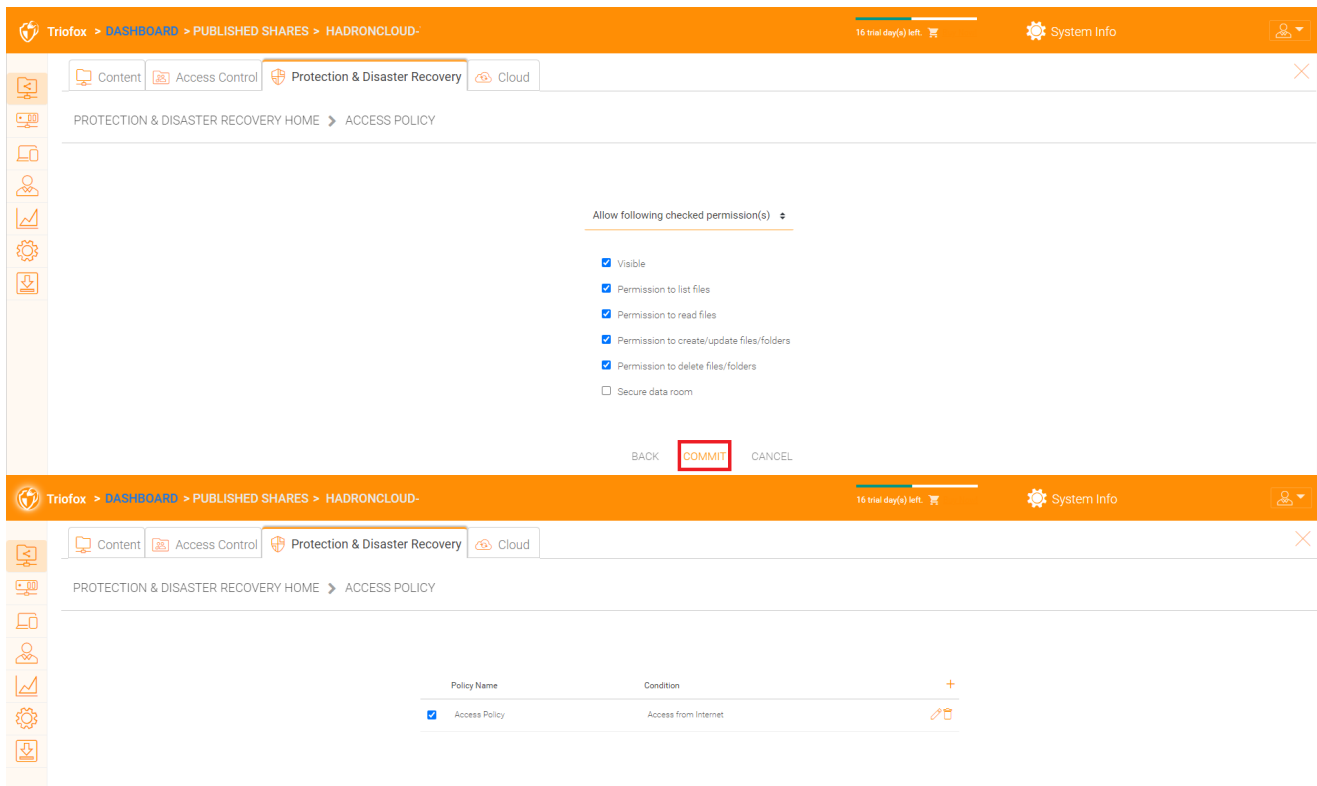 Triofox > DASHBOARD > PUBLISHED SHARES > HADRONCLOUD-
16 trial day(s) left.
System Info
Content
Access Control
Protection & Disaster Recovery
Cloud
PROTECTION & DISASTER RECOVERY HOME > ACCESS POLICY
Allow following checked permission(s)
Visible
Permission to list files
Permission to read files
Permission to create/update files/folders
Permission to delete files/folders
Secure data room
BACK COMMIT CANCEL
Triofox > DASHBOARD > PUBLISHED SHARES > HADRONCLOUD-
16 trial day(s) left.
System Info
Content
Access Control
Protection & Disaster Recovery
Cloud
PROTECTION & DISASTER RECOVERY HOME > ACCESS POLICY
Policy Name Condition +
Access Policy Access from Internet